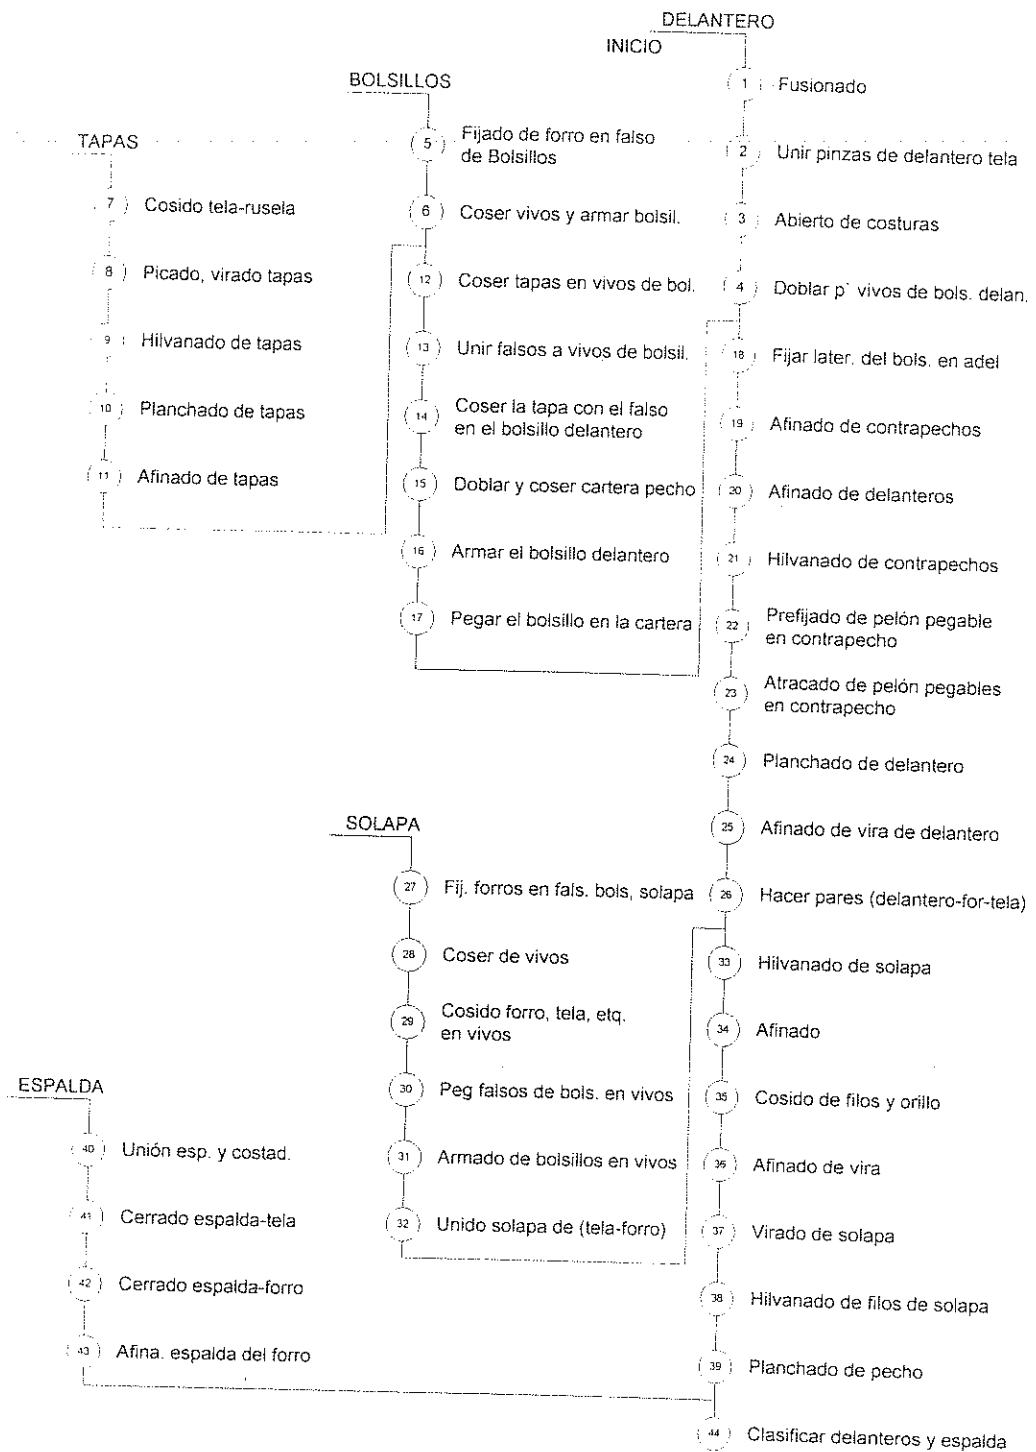 DELANTERO
INICIO
1 Fusionado
2 Unir pinzas de delantero tela
3 Abierto de costuras
4 Doblar p` vivos de bols. delan.
BOLSILLOS
5 Fijado de forro en falso
de Bolsillos
6 Coser vivos y armar bolsil.
TAPAS
7 Cosido tela-rusela
8 Picado, virado tapas
9 Hilvanado de tapas
10 Planchado de tapas
11 Afinado de tapas
12 Coser tapas en vivos de bol.
13 Unir falsos a vivos de bolsil.
14 Coser la tapa con el falso
en el bolsillo delantero
15 Doblar y coser cartera pecho
16 Armar el bolsillo delantero
17 Pegar el bolsillo en la cartera
18 Fijar later. del bols. en adel
19 Afinado de contrapechos
20 Afinado de delanteros
21 Hilvanado de contrapechos
22 Prefijado de pelón pegable
en contrapecho
23 Atracado de pelón pegables
en contrapecho
24 Planchado de delantero
25 Afinado de vira de delantero
26 Hacer pares (delantero-for-tela)
SOLAPA
27 Fij. forros en fals. bols, solapa
28 Coser de vivos
29 Cosido forro, tela, etq.
en vivos
30 Peg falsos de bols. en vivos
31 Armado de bolsillos en vivos
32 Unido solapa de (tela-forro)
33 Hilvanado de solapa
34 Afinado
35 Cosido de filos y orillo
36 Afinado de vira
37 Virado de solapa
38 Hilvanado de filos de solapa
39 Planchado de pecho
ESPALDA
40 Unión esp. y costad.
41 Cerrado espalda-tela
42 Cerrado espalda-forro
43 Afina. espalda del forro
44 Clasificar delanteros y espalda